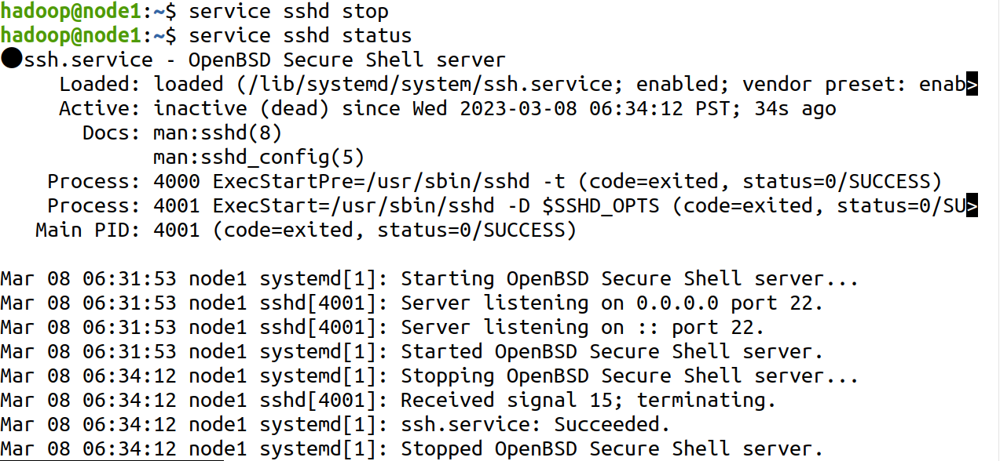 hadoop@node1:~$ service sshd stop
hadoop@node1:~$ service sshd status
●ssh.service - OpenBSD Secure Shell server
     Loaded: loaded (/lib/systemd/system/ssh.service; enabled; vendor preset: enab>
     Active: inactive (dead) since Wed 2023-03-08 06:34:12 PST; 34s ago
       Docs: man:sshd(8)
             man:sshd_config(5)
    Process: 4000 ExecStartPre=/usr/sbin/sshd -t (code=exited, status=0/SUCCESS)
    Process: 4001 ExecStart=/usr/sbin/sshd -D $SSHD_OPTS (code=exited, status=0/SU>
   Main PID: 4001 (code=exited, status=0/SUCCESS)

Mar 08 06:31:53 node1 systemd[1]: Starting OpenBSD Secure Shell server...
Mar 08 06:31:53 node1 sshd[4001]: Server listening on 0.0.0.0 port 22.
Mar 08 06:31:53 node1 sshd[4001]: Server listening on :: port 22.
Mar 08 06:31:53 node1 systemd[1]: Started OpenBSD Secure Shell server.
Mar 08 06:34:12 node1 systemd[1]: Stopping OpenBSD Secure Shell server...
Mar 08 06:34:12 node1 sshd[4001]: Received signal 15; terminating.
Mar 08 06:34:12 node1 systemd[1]: ssh.service: Succeeded.
Mar 08 06:34:12 node1 systemd[1]: Stopped OpenBSD Secure Shell server.